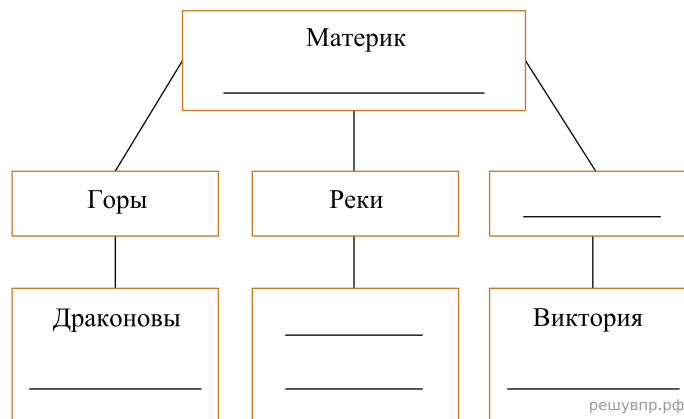 Материк
Горы
Реки
Драконовы
Виктория
решувпр.рф